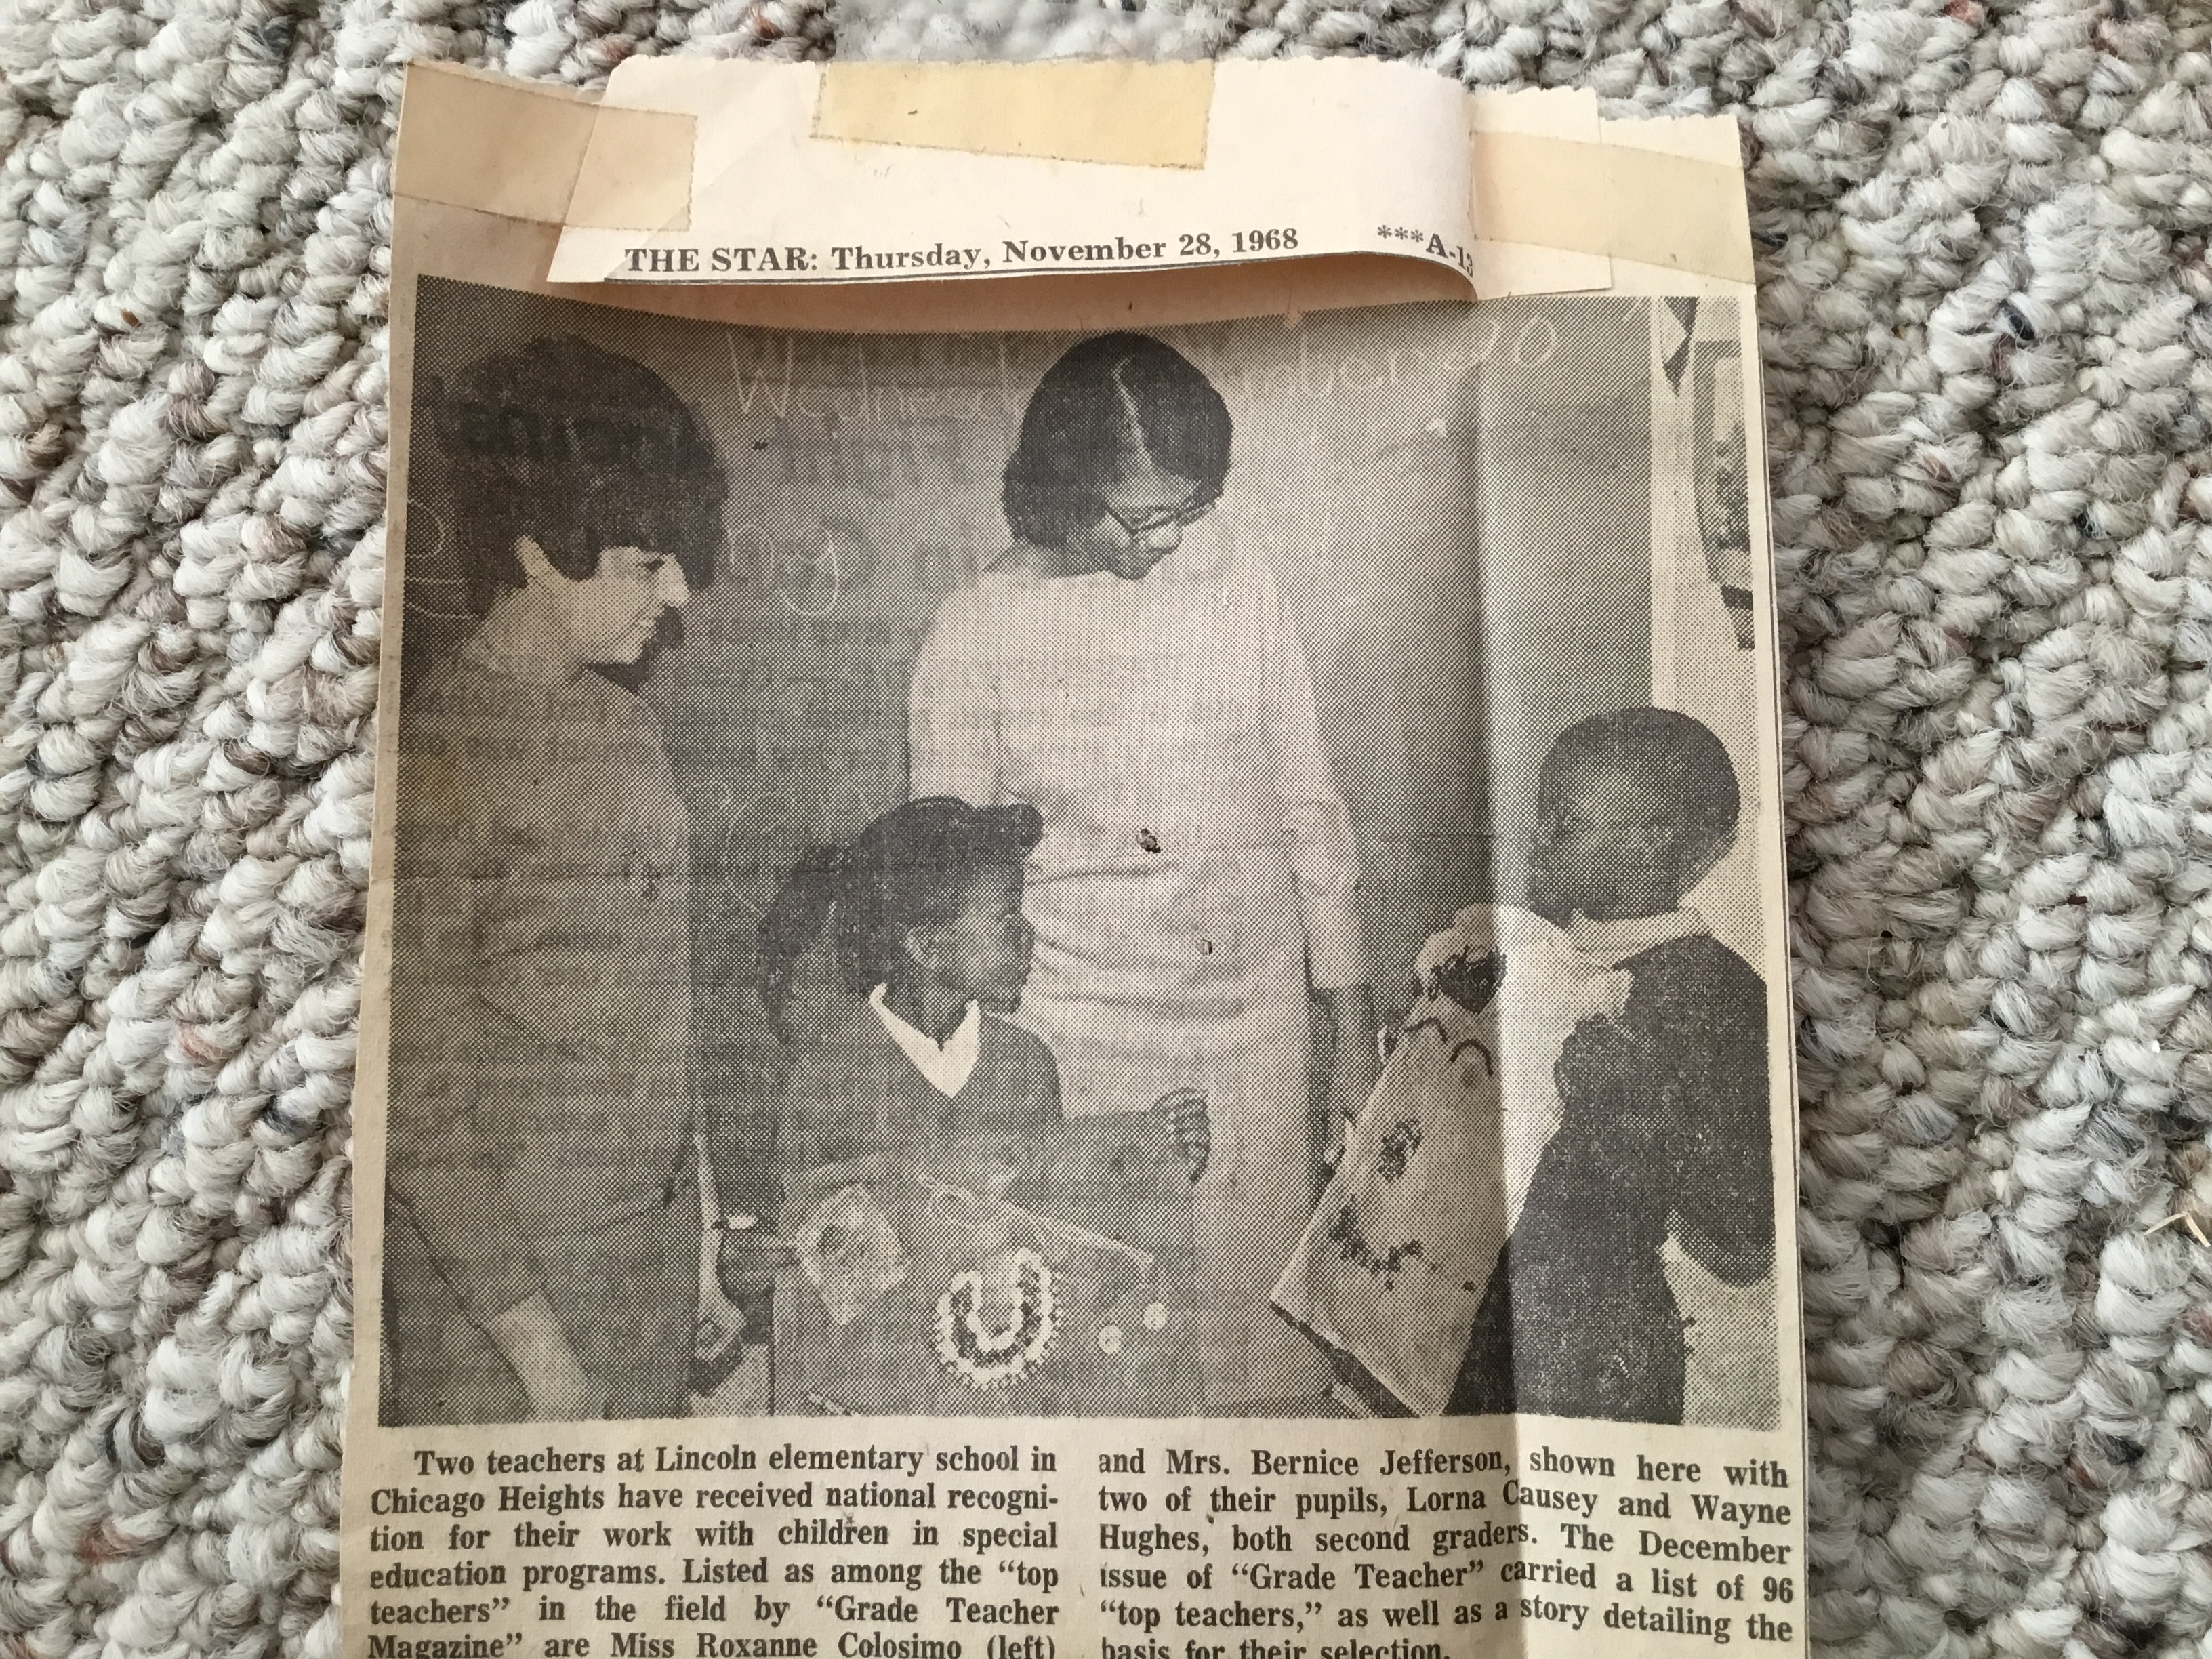 THE STAR: Thursday, November 28, 1968 ***A-13
Two teachers at Lincoln elementary school in
Chicago Heights have received national recogni-
tion for their work with children in special
education programs. Listed as among the “top
teachers” in the field by “Grade Teacher
Magazine” are Miss Roxanne Colosimo (left)
and Mrs. Bernice Jefferson, shown here with
two of their pupils, Lorna Causey and Wayne
Hughes, both second graders. The December
issue of “Grade Teacher” carried a list of 96
“top teachers,” as well as a story detailing the
basis for their selection.